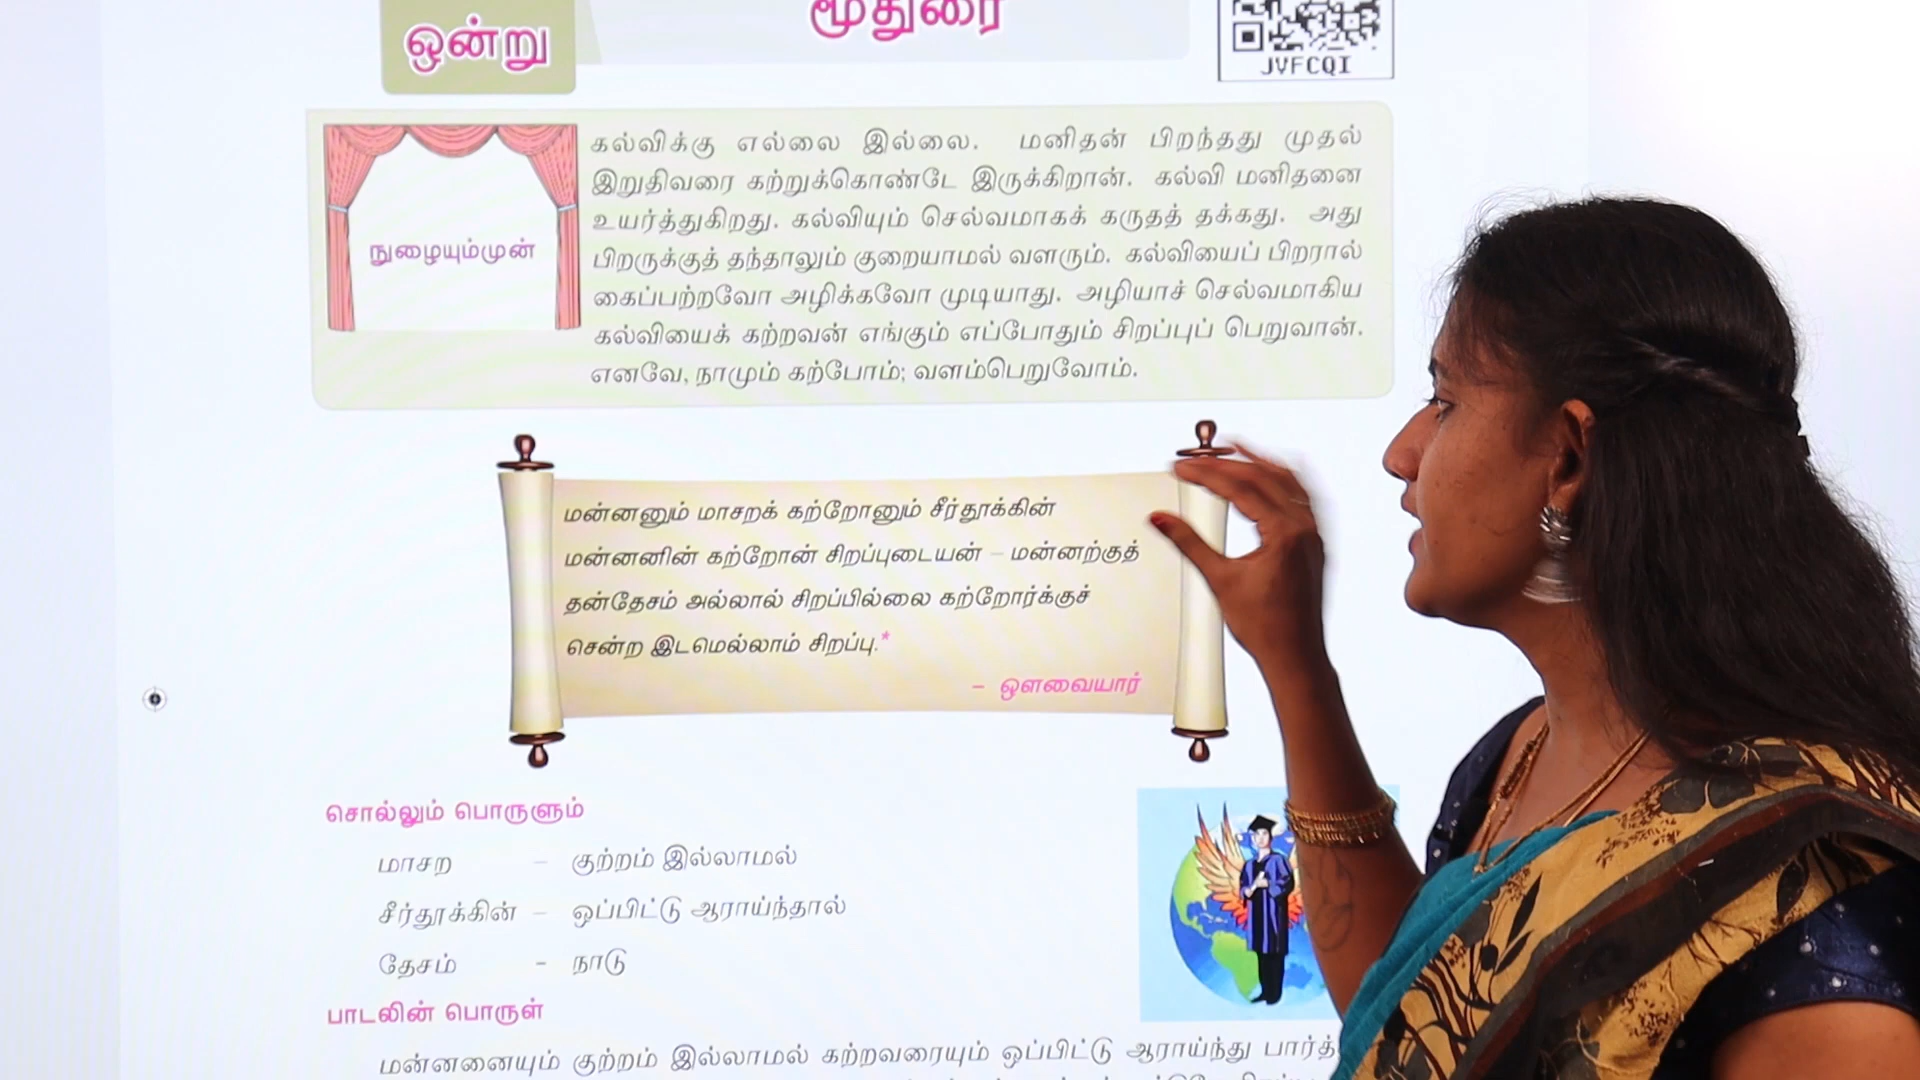 ஒன்று
மூதுரை
JVFCQI
நுழையும்முன்
கல்விக்கு எல்லை இல்லை. மனிதன் பிறந்தது முதல்
இறுதிவரை கற்றுக்கொண்டே இருக்கிறான். கல்வி மனிதனை
உயர்த்துகிறது. கல்வியும் செல்வமாகக் கருதத் தக்கது. அது
பிறருக்குத் தந்தாலும் குறையாமல் வளரும். கல்வியைப் பிறரால்
கைப்பற்றவோ அழிக்கவோ முடியாது. அழியாச் செல்வமாகிய
கல்வியைக் கற்றவன் எங்கும் எப்போதும் சிறப்புப் பெறுவான்.
எனவே, நாமும் கற்போம்; வளம்பெறுவோம்.
மன்னனும் மாசறக் கற்றோனும் சீர்தூக்கின்
மன்னனின் கற்றோன் சிறப்புடையன் – மன்னற்குத்
தன்தேசம் அல்லால் சிறப்பில்லை கற்றோர்க்குச்
சென்ற இடமெல்லாம் சிறப்பு.*
– ஔவையார்
சொல்லும் பொருளும்
மாசற – குற்றம் இல்லாமல்
சீர்தூக்கின் – ஒப்பிட்டு ஆராய்ந்தால்
தேசம் - நாடு
பாடலின் பொருள்
மன்னனையும் குற்றம் இல்லாமல் கற்றவரையும் ஒப்பிட்டு ஆராய்ந்து